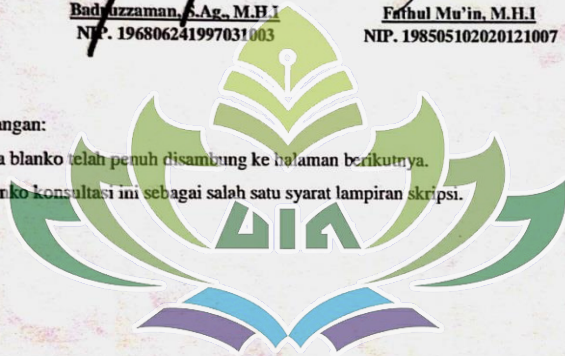 Badruzzaman, S.Ag., M.H.I
NIP. 196806241997031003
Fathul Mu'in, M.H.I
NIP. 198505102020121007
angan:
a blanko telah penuh disambung ke halaman berikutnya.
nko konsultasi ini sebagai salah satu syarat lampiran skripsi.
UIN